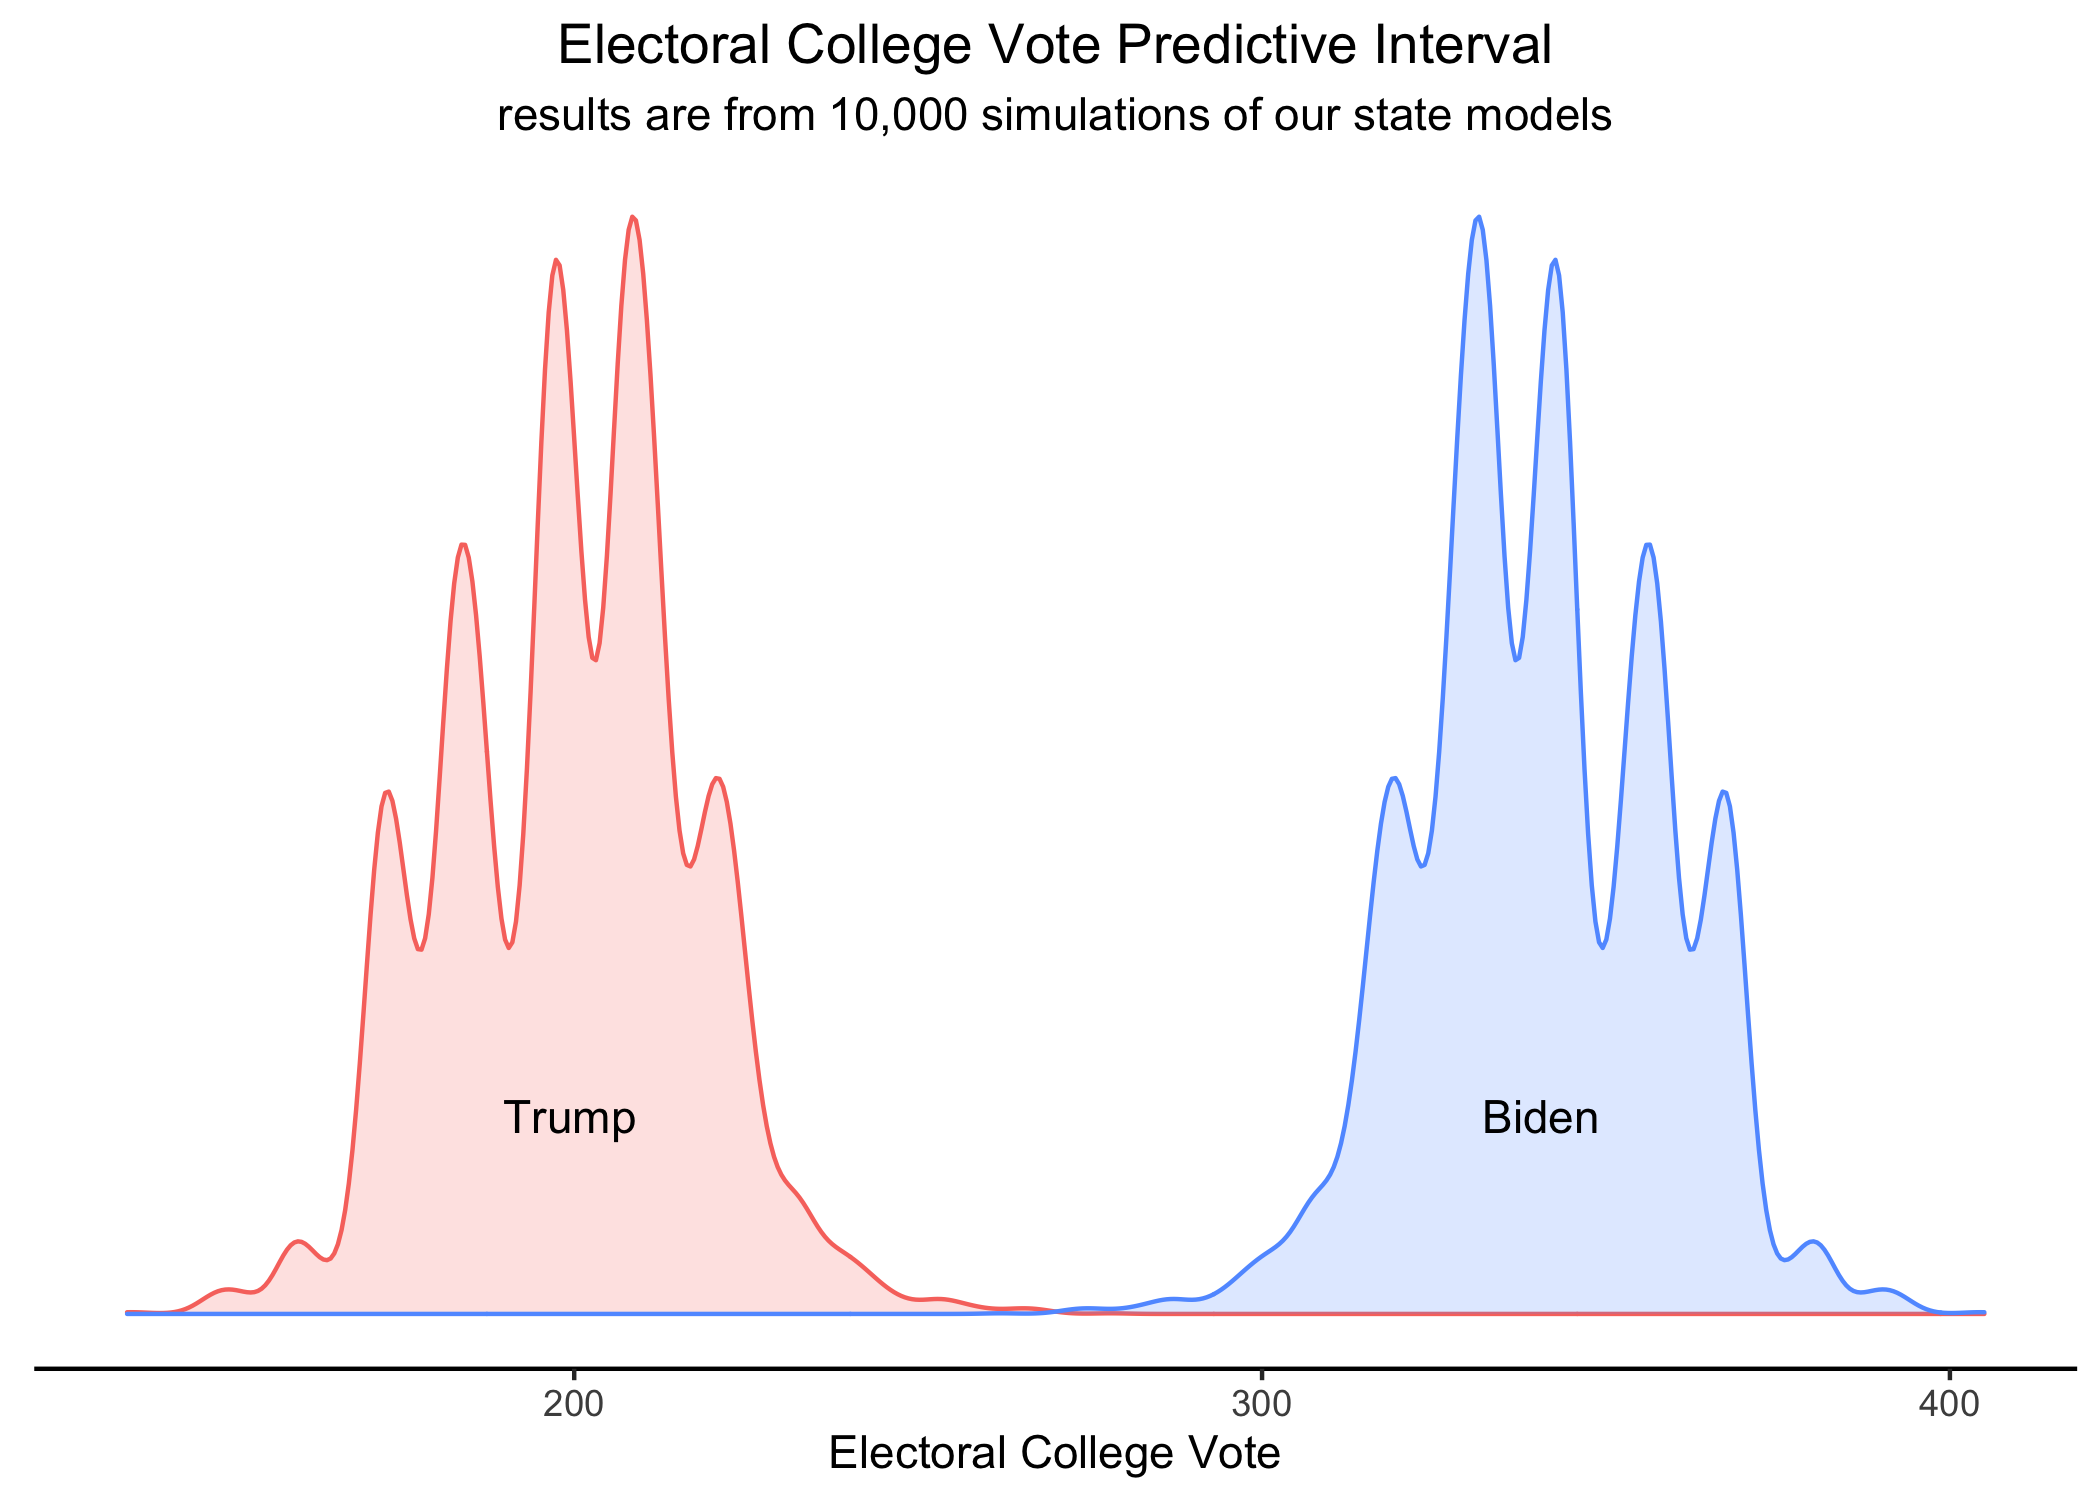 Electoral College Vote Predictive Interval
results are from 10,000 simulations of our state models
Trump
Biden
200
300
400
Electoral College Vote